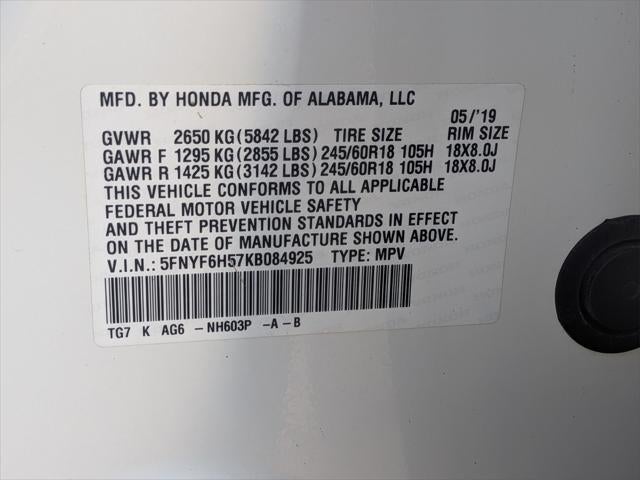 MFD. BY HONDA MFG. OF ALABAMA, LLC
05/'19
GVWR 2650 KG(5842 LBS) TIRE SIZE RIM SIZE
GAWR F 1295 KG(2855 LBS) 245/60R18 105H 18X8.0J
GAWR R 1425 KG(3142 LBS) 245/60R18 105H 18X8.0J
THIS VEHICLE CONFORMS TO ALL APPLICABLE
FEDERAL MOTOR VEHICLE SAFETY
AND THEFT PREVENTION STANDARDS IN EFFECT
ON THE DATE OF MANUFACTURE SHOWN ABOVE.
V.I.N.: 5FNYF6H57KB084925 TYPE: MPV
TG7 K AG6 -NH603P -A-B